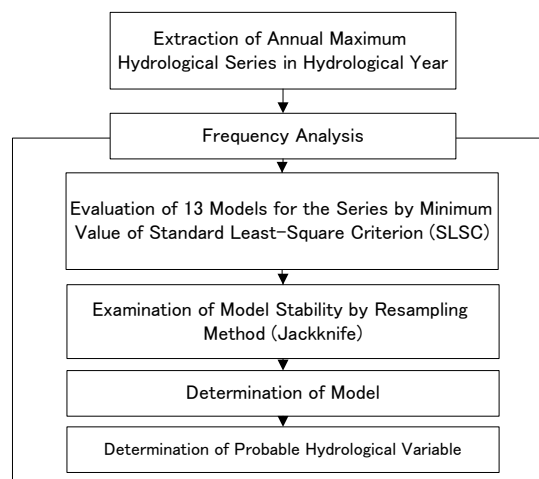 Extraction of Annual Maximum
Hydrological Series in Hydrological Year
Frequency Analysis
Evaluation of 13 Models for the Series by Minimum
Value of Standard Least-Square Criterion (SLSC)
Examination of Model Stability by Resampling
Method (Jackknife)
Determination of Model
Determination of Probable Hydrological Variable